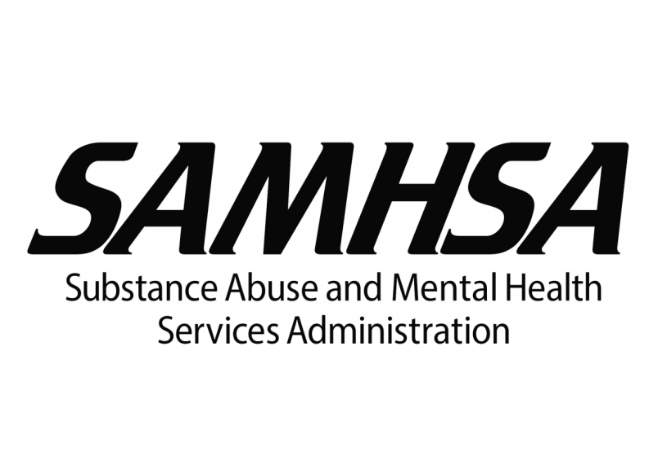 SAMHSA
Substance Abuse and Mental Health
Services Administration